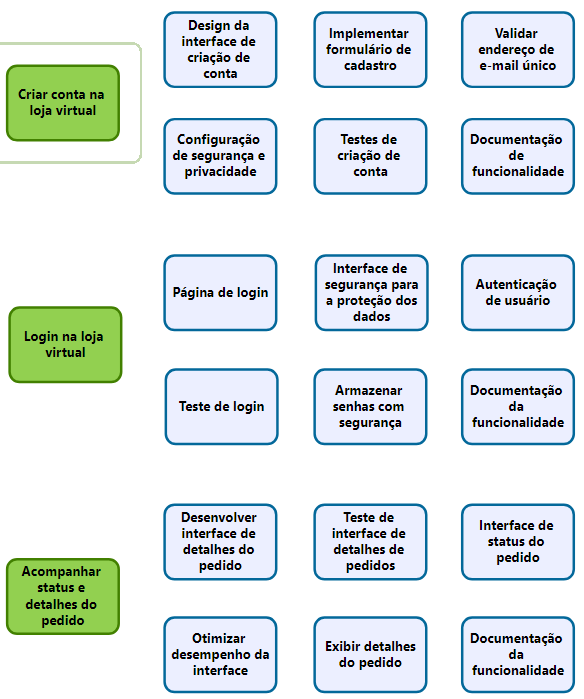 Criar conta na
loja virtual
Design da
interface de
criação de
conta
Implementar
formulário de
cadastro
Validar
endereço de
e-mail único
Configuração
de segurança e
privacidade
Testes de
criação de
conta
Documentação
de
funcionalidade
Login na loja
virtual
Página de login
Interface de
segurança para
a proteção dos
dados
Autenticação
de usuário
Teste de login
Armazenar
senhas com
segurança
Documentação
da
funcionalidade
Acompanhar
status e
detalhes do
pedido
Desenvolver
interface de
detalhes do
pedido
Teste de
interface de
detalhes de
pedidos
Interface de
status do
pedido
Otimizar
desempenho da
interface
Exibir detalhes
do pedido
Documentação
da
funcionalidade